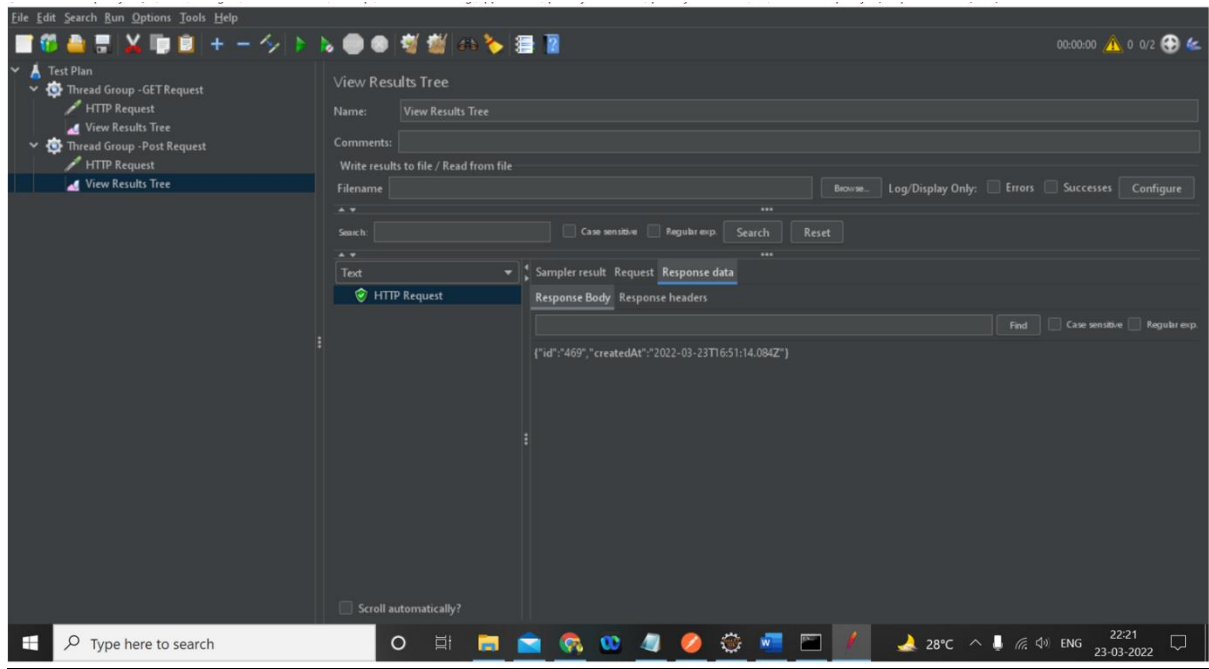 File Edit Search Run Options Tools Help
00:00:00 0 0/2
Test Plan
Thread Group -GET Request
HTTP Request
View Results Tree
Thread Group -Post Request
HTTP Request
View Results Tree
View Results Tree
Name: View Results Tree
Comments:
Write results to file / Read from file
Filename Browse... Log/Display Only: Errors Successes Configure
Search: Case sensitive Regular exp. Search Reset
Text Sampler result Request Response data
HTTP Request Response Body Response headers
Find Case sensitive Regular exp.
{"id":"469","createdAt":"2022-03-23T16:51:14.084Z"}
Scroll automatically?
Type here to search 28°C ENG 22:21
23-03-2022